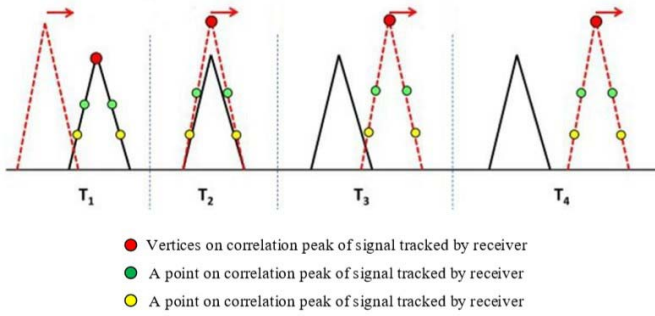 T1 T2 T3 T4
Vertices on correlation peak of signal tracked by receiver
A point on correlation peak of signal tracked by receiver
A point on correlation peak of signal tracked by receiver